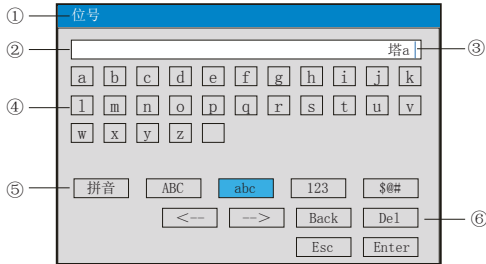 ① 位号
② 塔a ③
a b c d e f g h i j k
④ l m n o p q r s t u v
w x y z
⑤ 拼音 ABC abc 123 $@#
<-- --> Back Del ⑥
Esc Enter